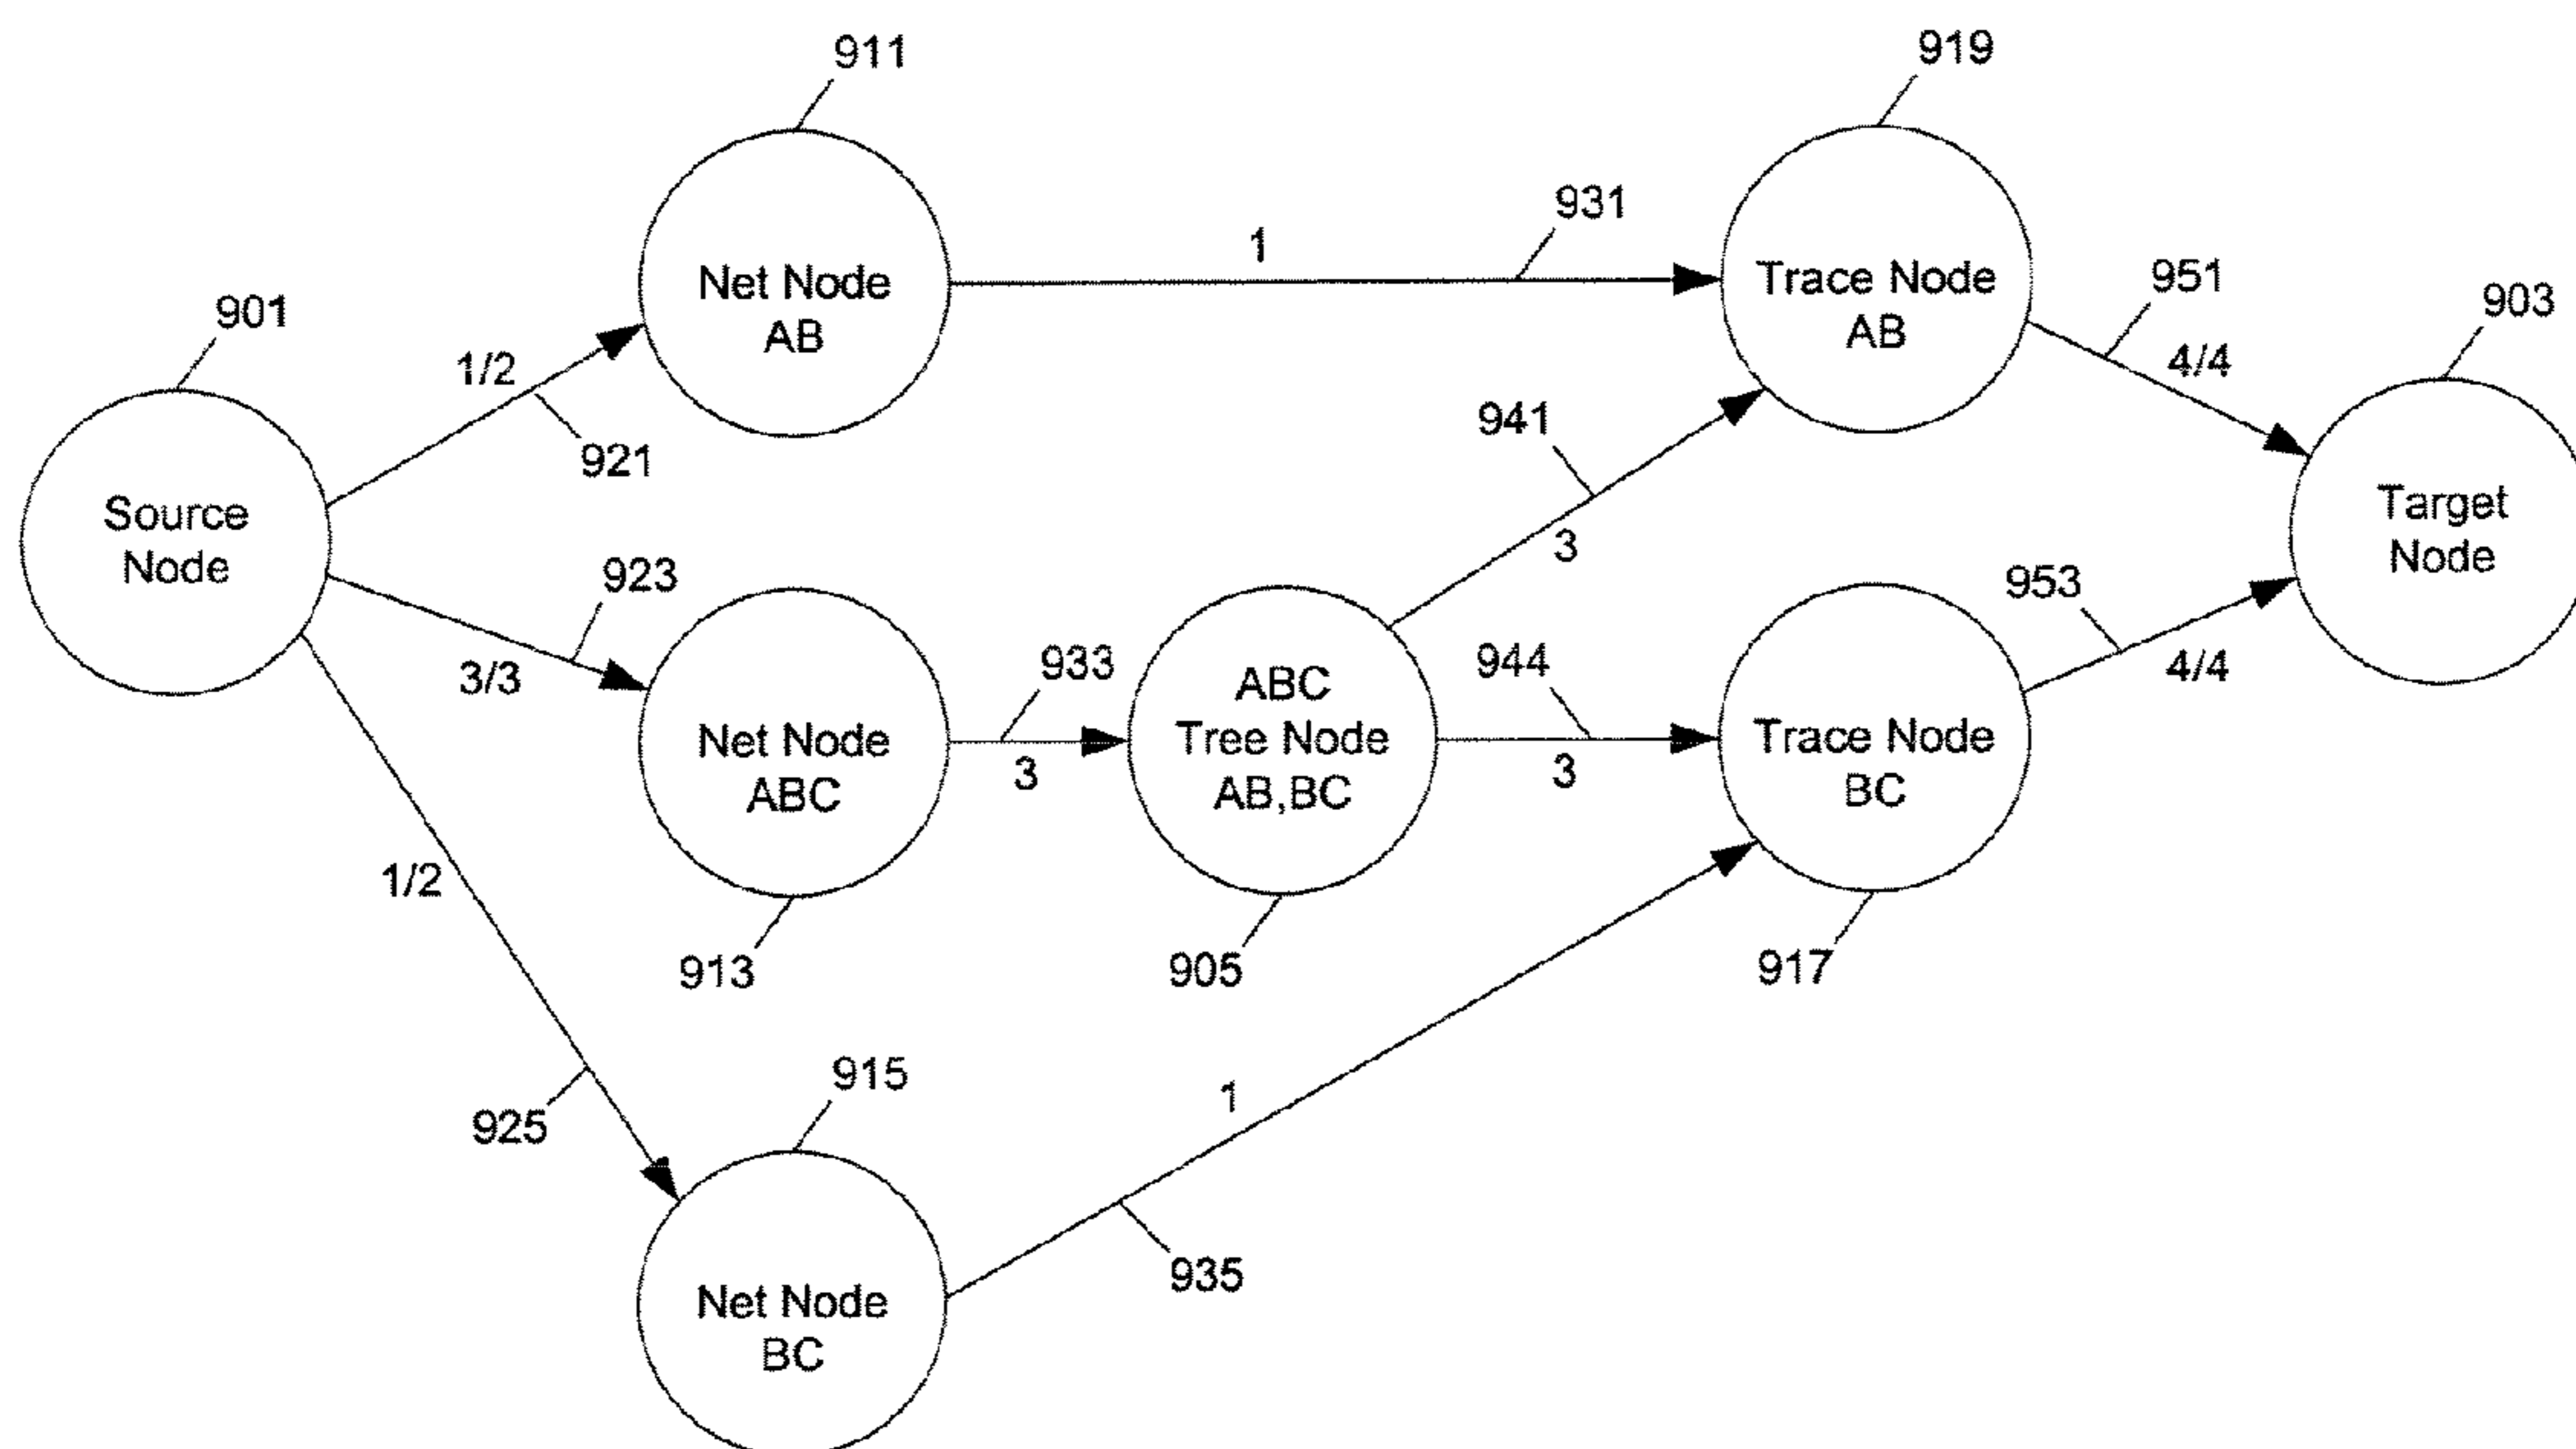 911
919
931
1
Net Node
AB
Trace Node
AB
951
4/4
903
901
1/2
921
941
3
Source
Node
Target
Node
923
3/3
933
3
944
3
953
4/4
ABC
Tree Node
AB,BC
Net Node
ABC
Trace Node
BC
1/2
913
905
917
915
1
925
935
Net Node
BC